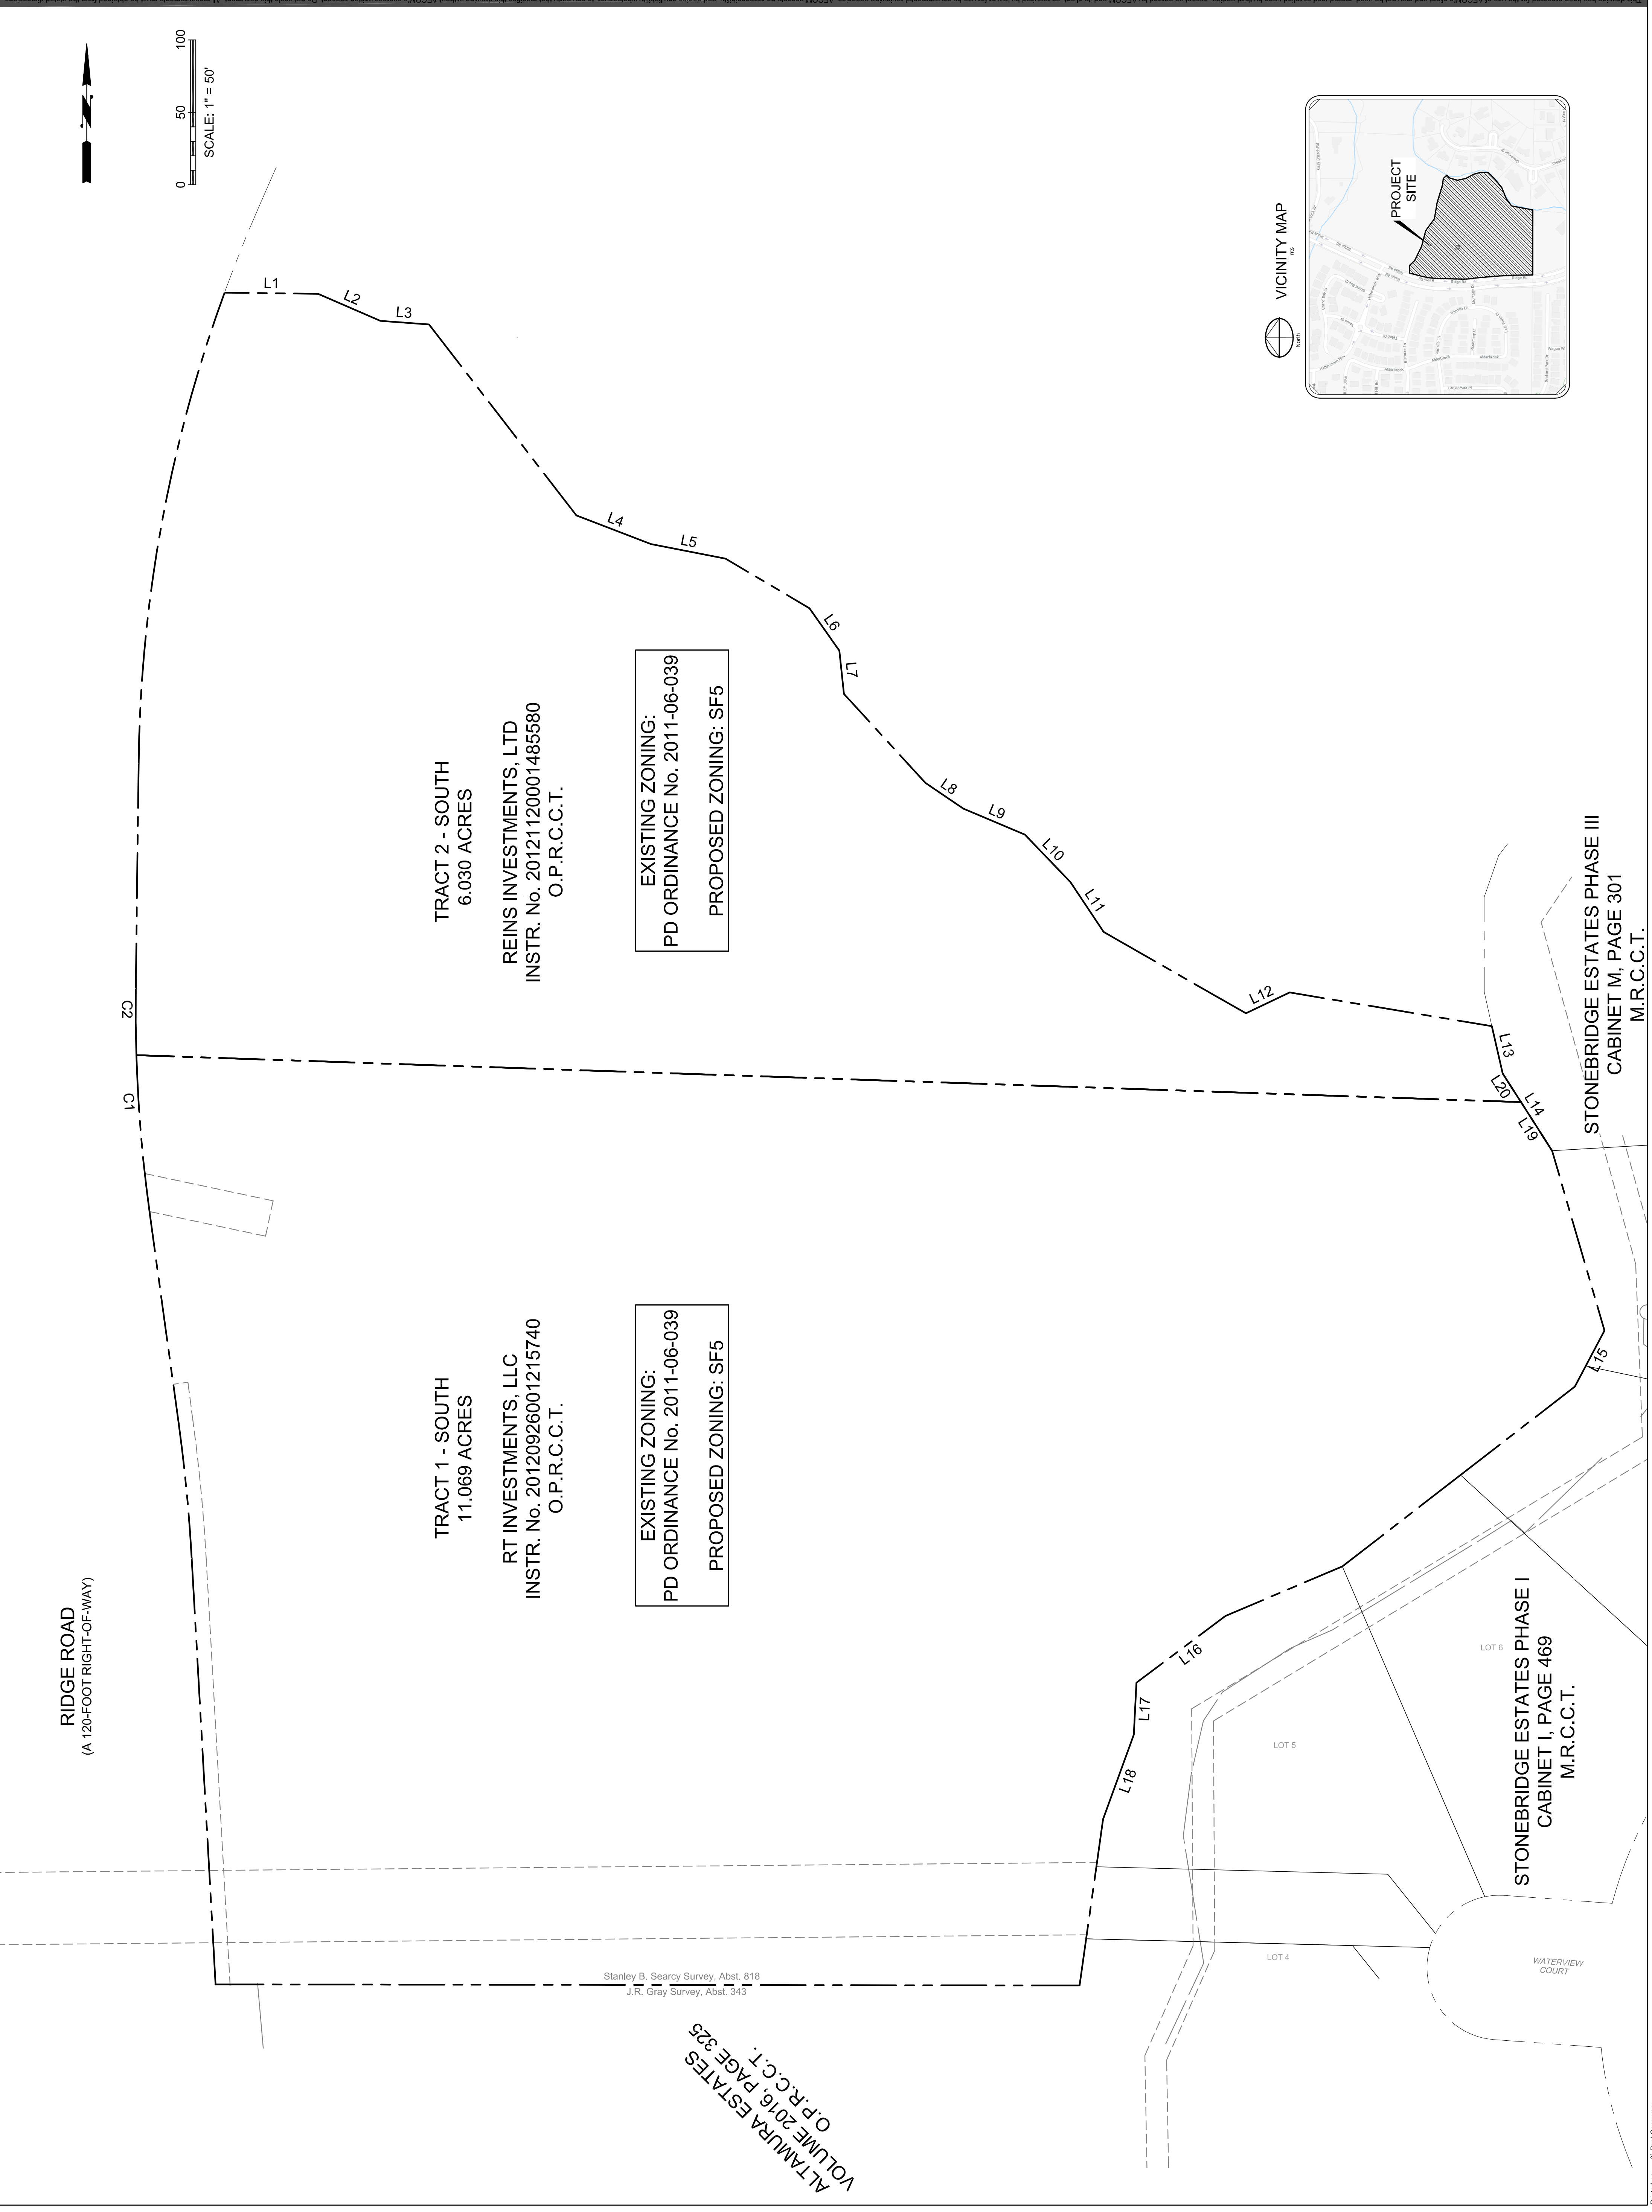 0 50 100
SCALE: 1" = 50'
N
RIDGE ROAD
(A 120-FOOT RIGHT-OF-WAY)
C1
C2
L1
L2
L3
L4
L5
L6
L7
L8
L9
L10
L11
L12
L13
L20
L14
L19
L15
L16
L17
L18
TRACT 2 - SOUTH
6.030 ACRES
REINS INVESTMENTS, LTD
INSTR. No. 20121120001485580
O.P.R.C.C.T.
EXISTING ZONING:
PD ORDINANCE No. 2011-06-039
PROPOSED ZONING: SF5
TRACT 1 - SOUTH
11.069 ACRES
RT INVESTMENTS, LLC
INSTR. No. 20120926001215740
O.P.R.C.C.T.
EXISTING ZONING:
PD ORDINANCE No. 2011-06-039
PROPOSED ZONING: SF5
Stanley B. Searcy Survey, Abst. 818
J.R. Gray Survey, Abst. 343
ALTAMURA ESTATES
VOLUME 2016, PAGE 325
O.P.R.C.C.T.
STONEBRIDGE ESTATES PHASE III
CABINET M, PAGE 301
M.R.C.C.T.
STONEBRIDGE ESTATES PHASE I
CABINET I, PAGE 469
M.R.C.C.T.
LOT 6
LOT 5
LOT 4
WATERVIEW
COURT
VICINITY MAP
NTS
North
PROJECT
SITE
Ridge Rd